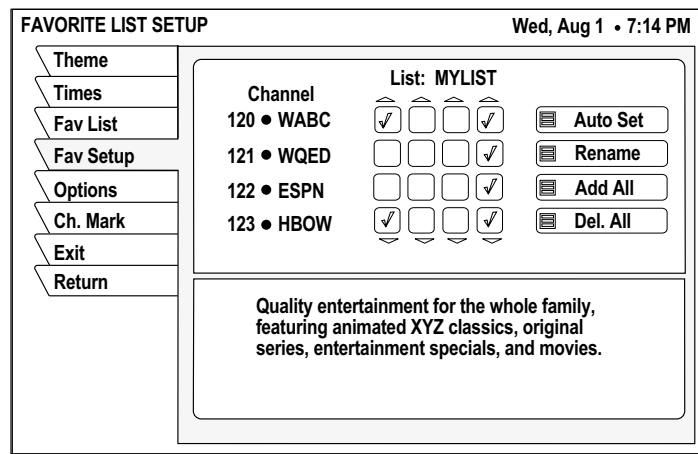 FAVORITE LIST SETUP Wed, Aug 1 • 7:14 PM
Theme
Times
Fav List
Fav Setup
Options
Ch. Mark
Exit
Return
List: MYLIST
Channel
120 • WABC
121 • WQED
122 • ESPN
123 • HBOW
Auto Set
Rename
Add All
Del. All
Quality entertainment for the whole family,
featuring animated XYZ classics, original
series, entertainment specials, and movies.